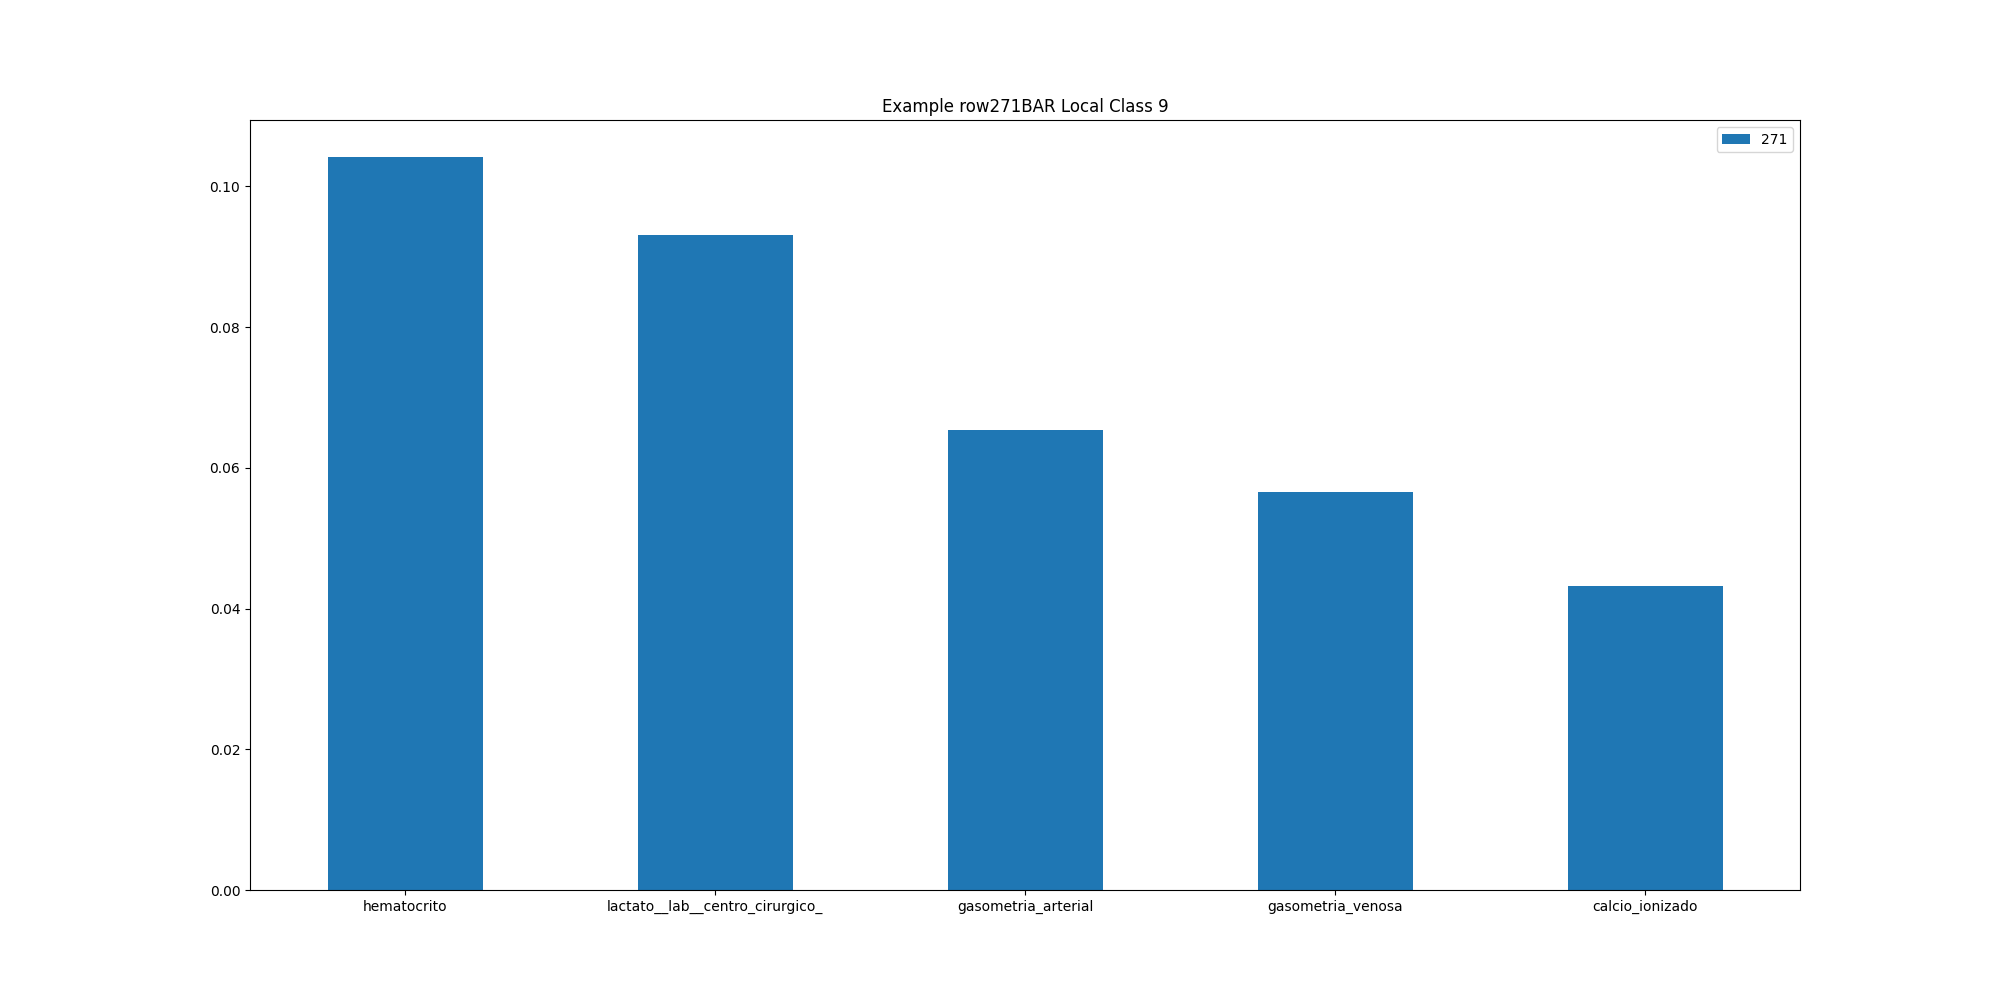 Example row271BAR Local Class 9
271
0.10
0.08
0.06
0.04
0.02
0.00
hematocrito
lactato__lab__centro_cirurgico_
gasometria_arterial
gasometria_venosa
calcio_ionizado